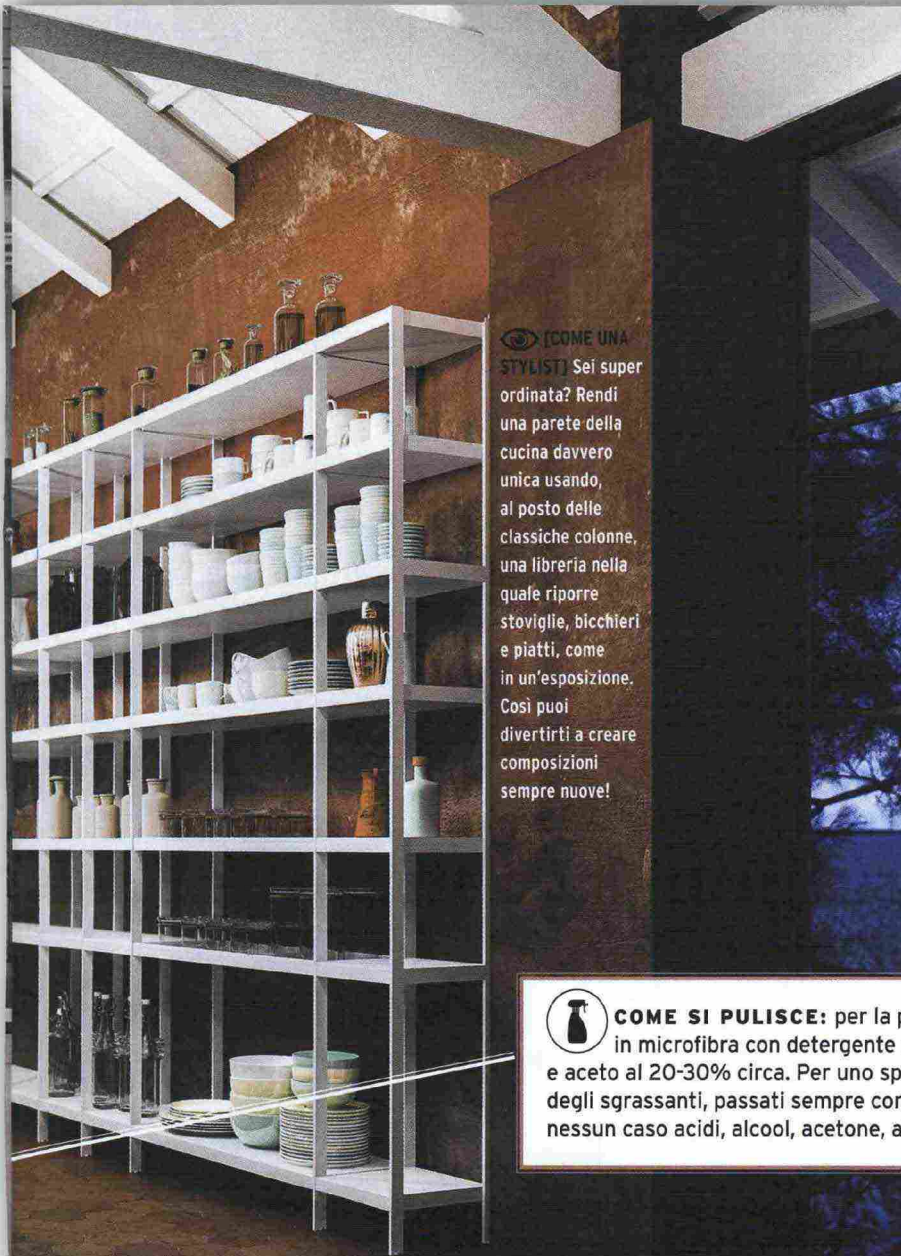 [COME UNA
STYLIST] Sei super
ordinata? Rendi
una parete della
cucina davvero
unica usando,
al posto delle
classiche colonne,
una libreria nella
quale riporre
stoviglie, bicchieri
e piatti, come
in un'esposizione.
Così puoi
divertirti a creare
composizioni
sempre nuove!
COME SI PULISCE: per la
in microfibra con detergente
e aceto al 20-30% circa. Per uno
degli sgrassanti, passati sempre
nessun caso acidi, alcool, acetone,